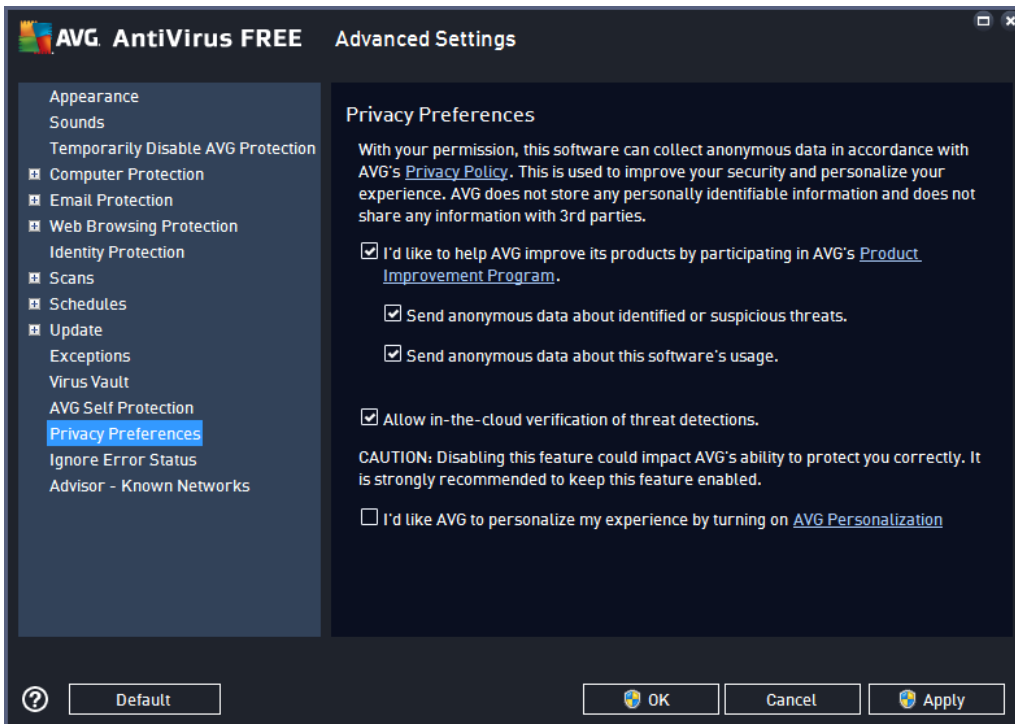 AVG. AntiVirus FREE
Advanced Settings
Appearance
Sounds
Temporarily Disable AVG Protection
Computer Protection
Email Protection
Web Browsing Protection
Identity Protection
Scans
Schedules
Update
Exceptions
Virus Vault
AVG Self Protection
Privacy Preferences
Ignore Error Status
Advisor - Known Networks
Privacy Preferences
With your permission, this software can collect anonymous data in accordance with
AVG's Privacy Policy. This is used to improve your security and personalize your
experience. AVG does not store any personally identifiable information and does not
share any information with 3rd parties.
I'd like to help AVG improve its products by participating in AVG's Product
Improvement Program.
Send anonymous data about identified or suspicious threats.
Send anonymous data about this software's usage.
Allow in-the-cloud verification of threat detections.
CAUTION: Disabling this feature could impact AVG's ability to protect you correctly. It
is strongly recommended to keep this feature enabled.
I'd like AVG to personalize my experience by turning on AVG Personalization
?
Default
OK
Cancel
Apply